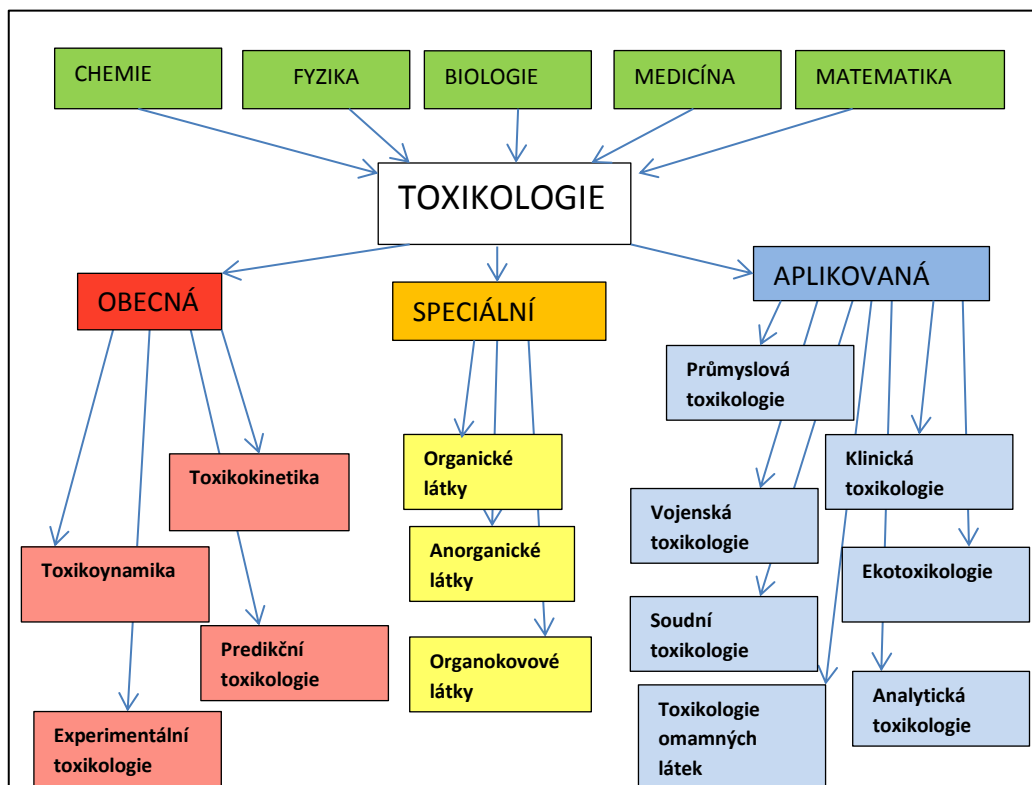 CHEMIE
FYZIKA
BIOLOGIE
MEDICÍNA
MATEMATIKA
TOXIKOLOGIE
OBECNÁ
SPECIÁLNÍ
APLIKOVANÁ
Toxikokinetika
Toxikoynamika
Predikční
toxikologie
Experimentální
toxikologie
Organické
látky
Anorganické
látky
Organokovové
látky
Průmyslová
toxikologie
Klinická
toxikologie
Vojenská
toxikologie
Ekotoxikologie
Soudní
toxikologie
Analytická
toxikologie
Toxikologie
omamných
látek